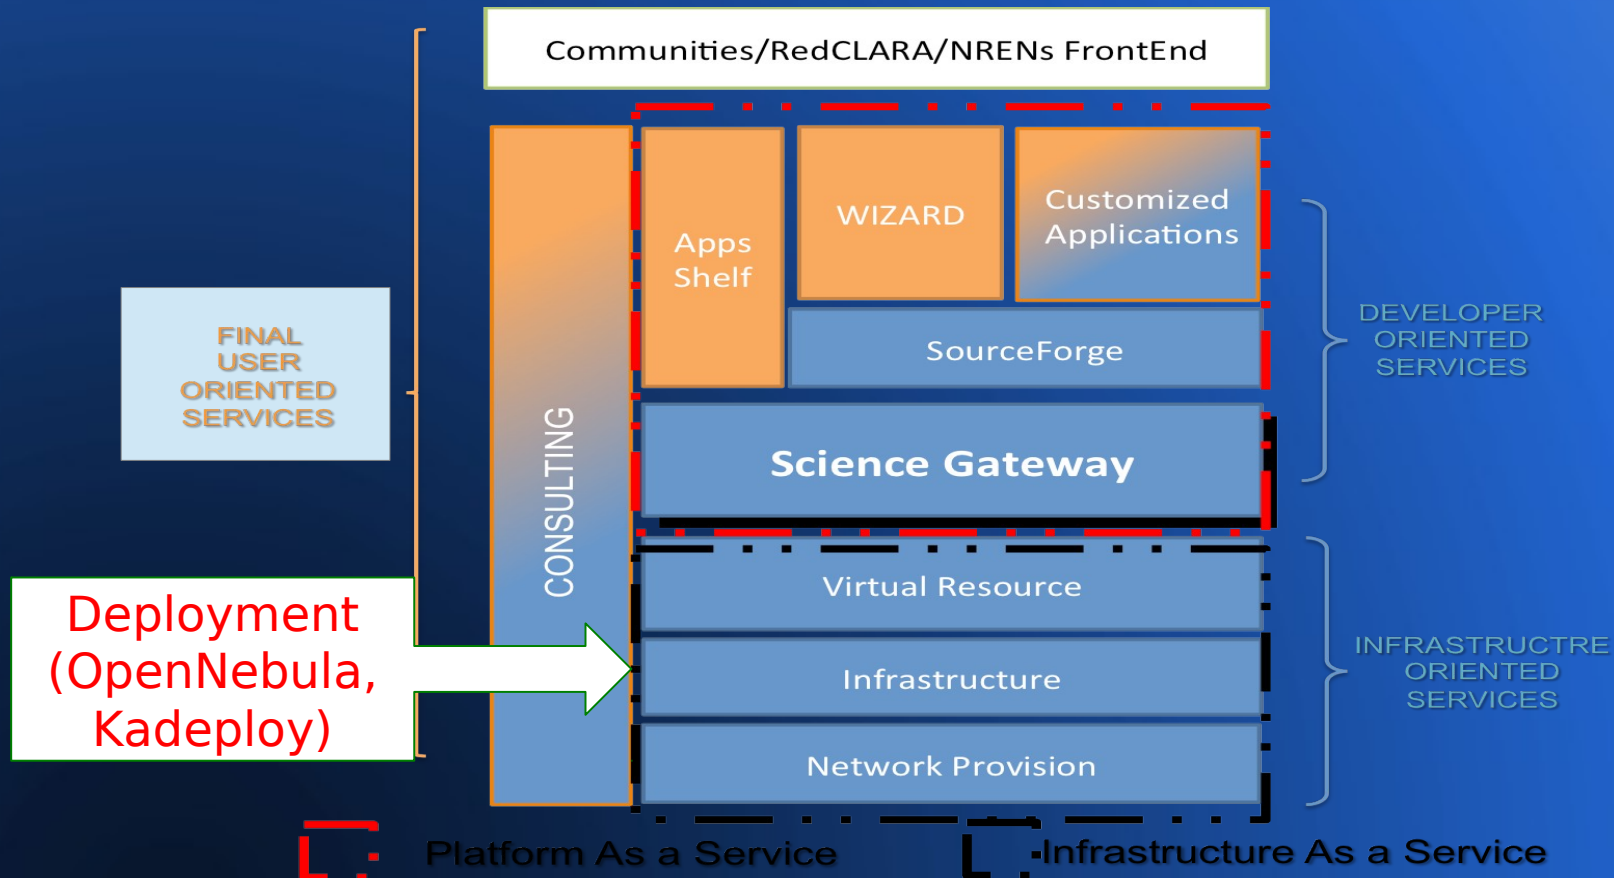 Communities/RedCLARA/NRENs FrontEnd
Apps
Shelf
WIZARD
Customized
Applications
SourceForge
Science Gateway
CONSULTING
Virtual Resource
Infrastructure
Network Provision
FINAL
USER
ORIENTED
SERVICES
Deployment
(OpenNebula,
Kadeploy)
DEVELOPER
ORIENTED
SERVICES
INFRASTRUCTRE
ORIENTED
SERVICES
Platform As a Service
Infrastructure As a Service